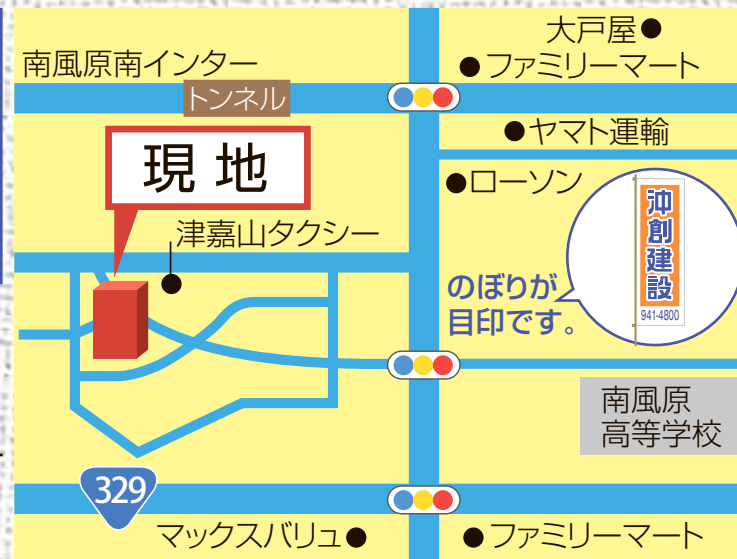 大戸屋
南風原南インター
ファミリーマート
トンネル
ヤマト運輸
現地
ローソン
津嘉山タクシー
沖創建設
941-4800
のぼりが
目印です。
南風原
高等学校
329
マックスバリュ
ファミリーマート